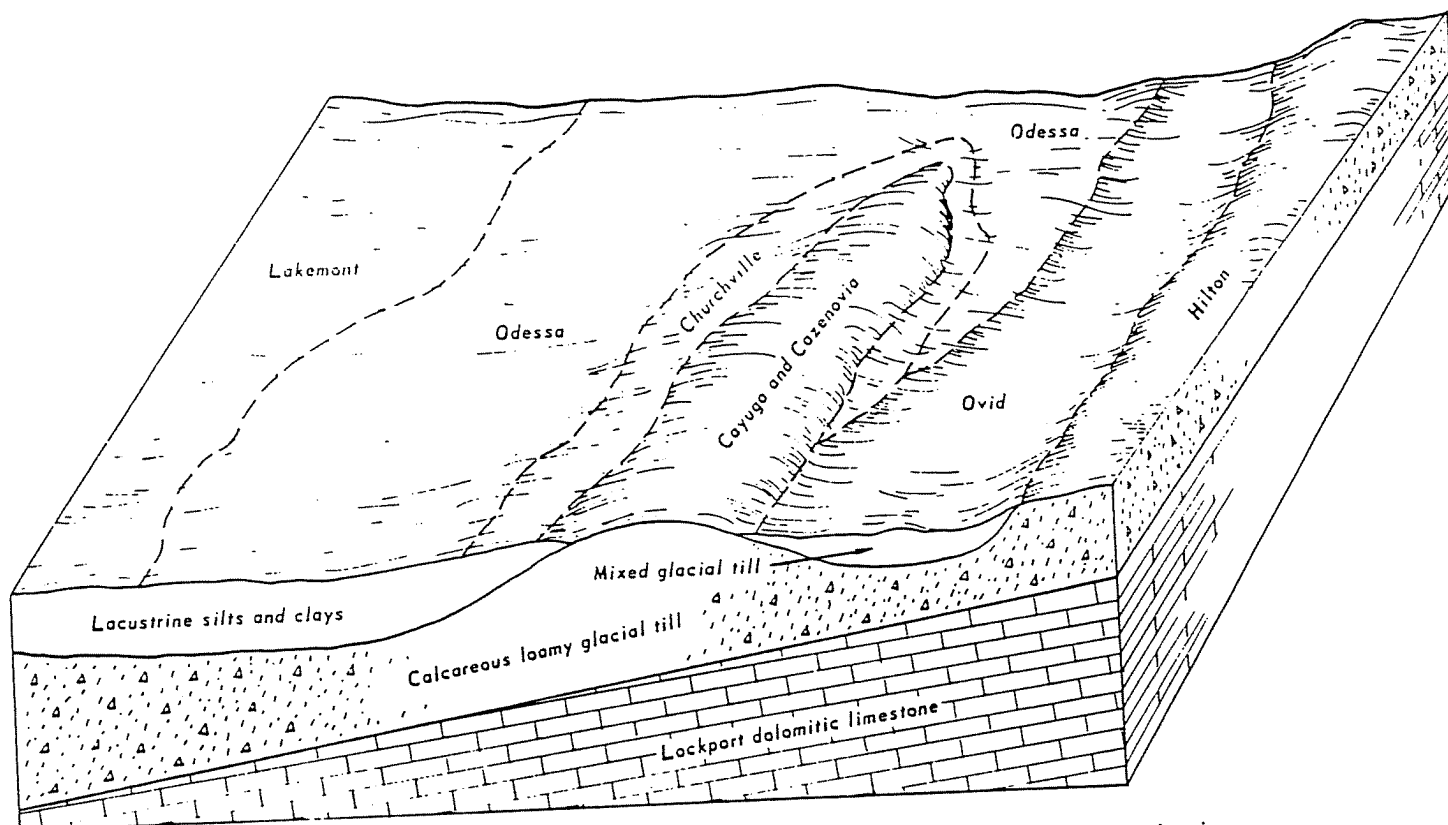 Odessa
Lakemont
Churchville
Hilton
Odessa
Cayuga and Cazenovia
Ovid
Mixed glacial till
Lacustrine silts and clays
Calcareous loamy glacial till
Lockport dolomitic limestone